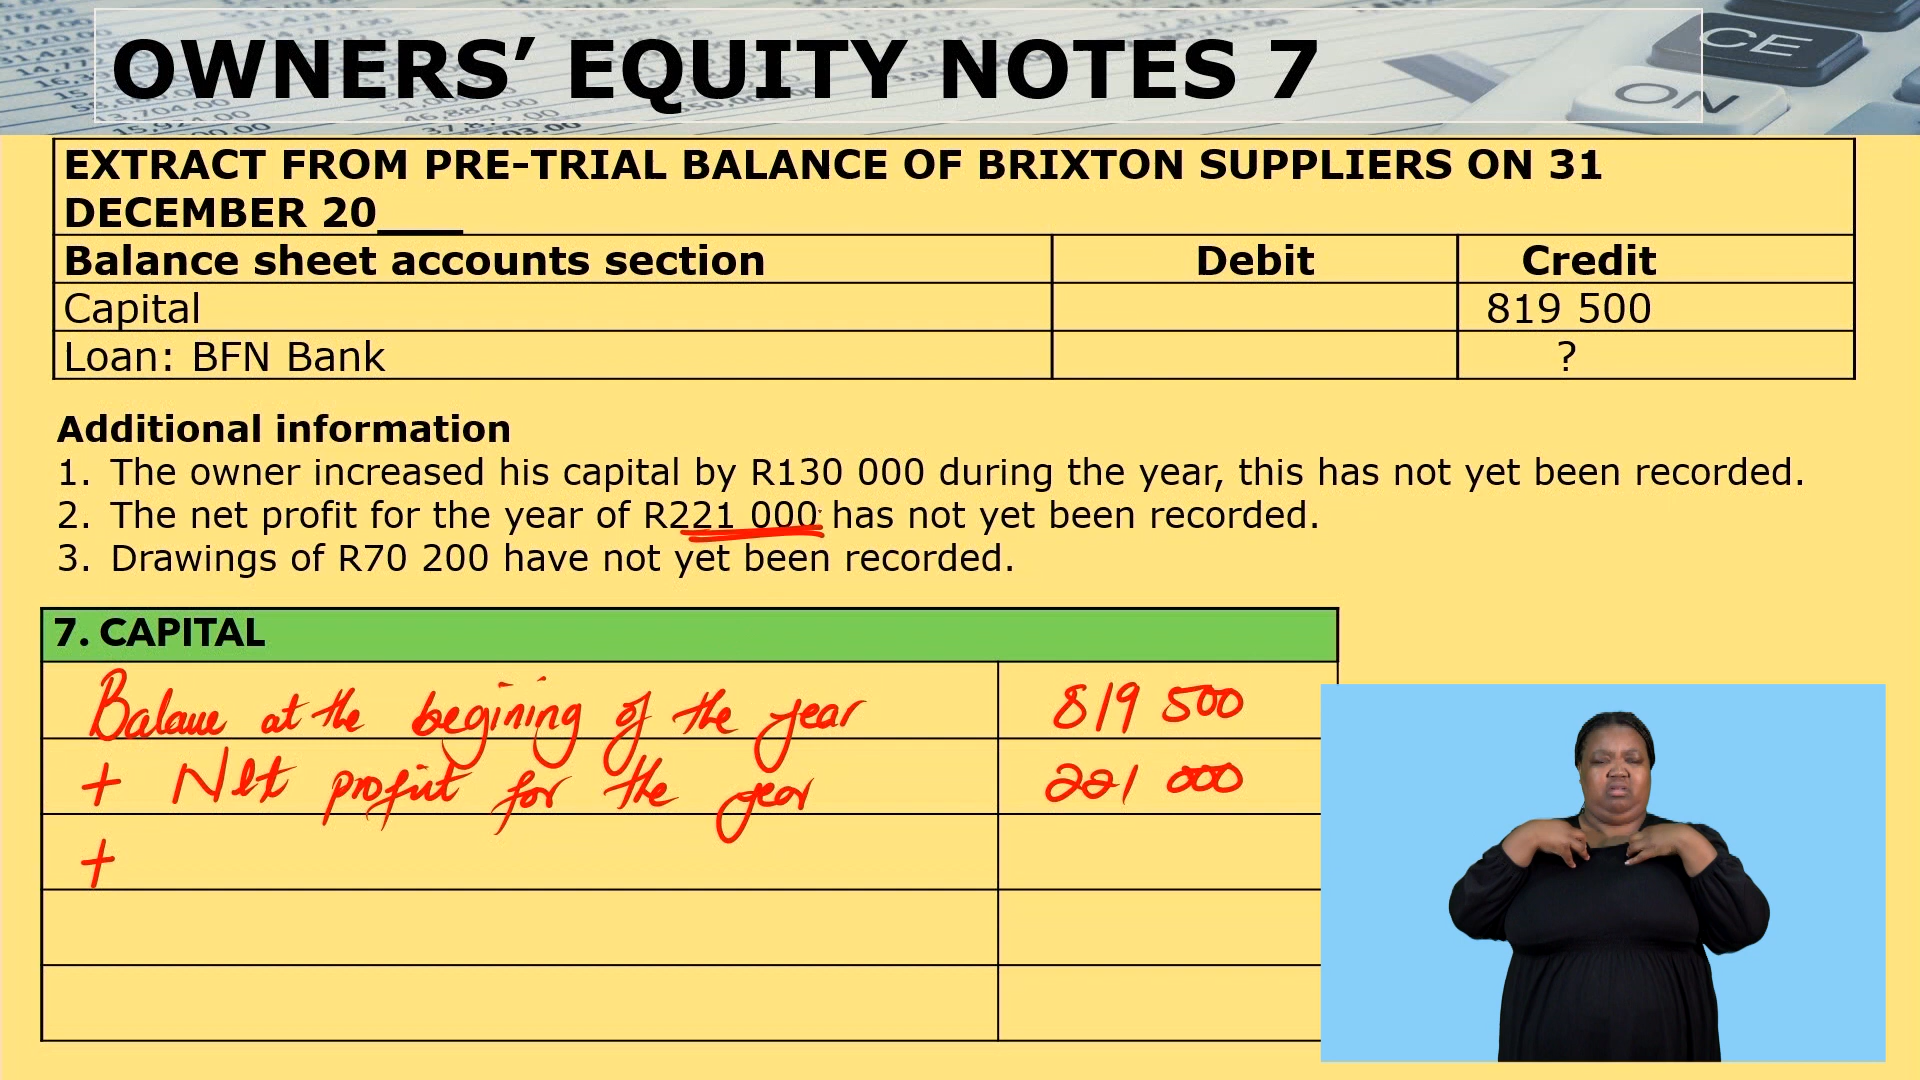 OWNERS' EQUITY NOTES 7
CE
ON
EXTRACT FROM PRE-TRIAL BALANCE OF BRIXTON SUPPLIERS ON 31
DECEMBER 20____
Balance sheet accounts section Debit Credit
Capital 819 500
Loan: BFN Bank ?
Additional information
1. The owner increased his capital by R130 000 during the year, this has not yet been recorded.
2. The net profit for the year of R221 000 has not yet been recorded.
3. Drawings of R70 200 have not yet been recorded.
7. CAPITAL
Balance at the begining of the year 819 500
+ Net profit for the year 221 000
+